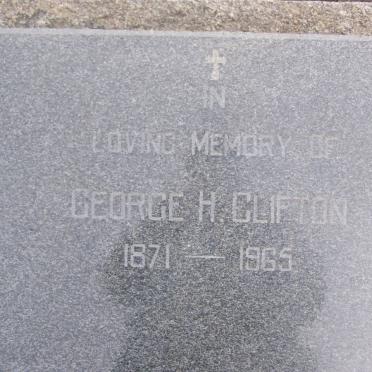 IN
LOVING MEMORY OF
GEORGE H. CLIFTON
1871 — 1965